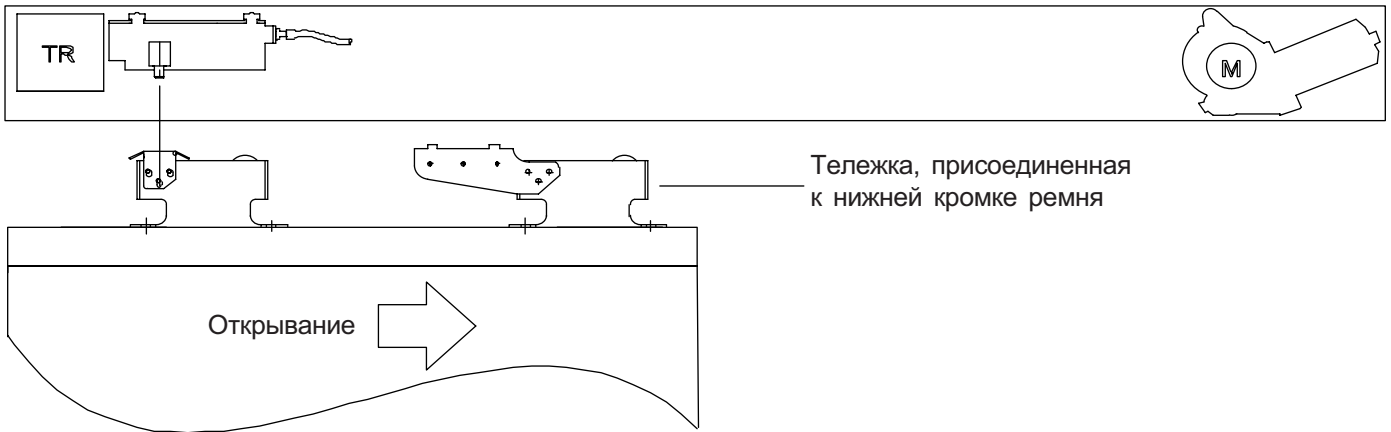 TR
M
Тележка, присоединенная
к нижней кромке ремня
Открывание